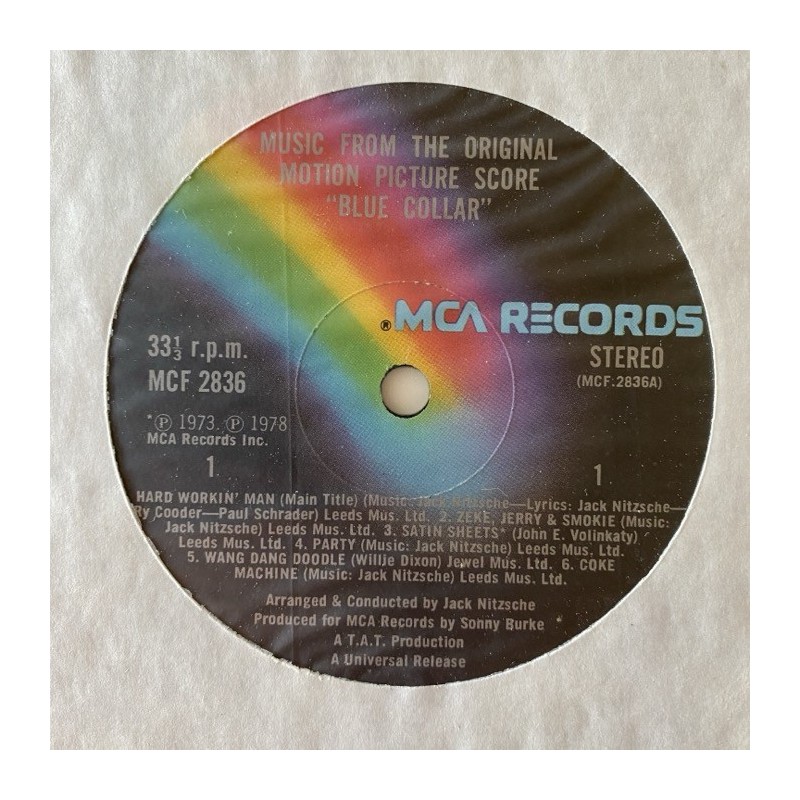 MUSIC FROM THE ORIGINAL
MOTION PICTURE SCORE
"BLUE COLLAR"
® MCA RECORDS
33⅓ r.p.m.
MCF 2836
STEREO
(MCF.2836A)
*℗ 1973. ℗ 1978
MCA Records Inc.
1
1
HARD WORKIN' MAN (Main Title) (Music: Jack Nitzsche—Lyrics: Jack Nitzsche—
Ry Cooder—Paul Schrader) Leeds Mus. Ltd. 2. ZEKE, JERRY & SMOKIE (Music:
Jack Nitzsche) Leeds Mus. Ltd. 3. SATIN SHEETS* (John E. Volinkaty)
Leeds Mus. Ltd. 4. PARTY (Music: Jack Nitzsche) Leeds Mus. Ltd.
5. WANG DANG DOODLE (Willie Dixon) Jewel Mus. Ltd. 6. COKE
MACHINE (Music: Jack Nitzsche) Leeds Mus. Ltd.
Arranged & Conducted by Jack Nitzsche
Produced for MCA Records by Sonny Burke
A T.A.T. Production
A Universal Release